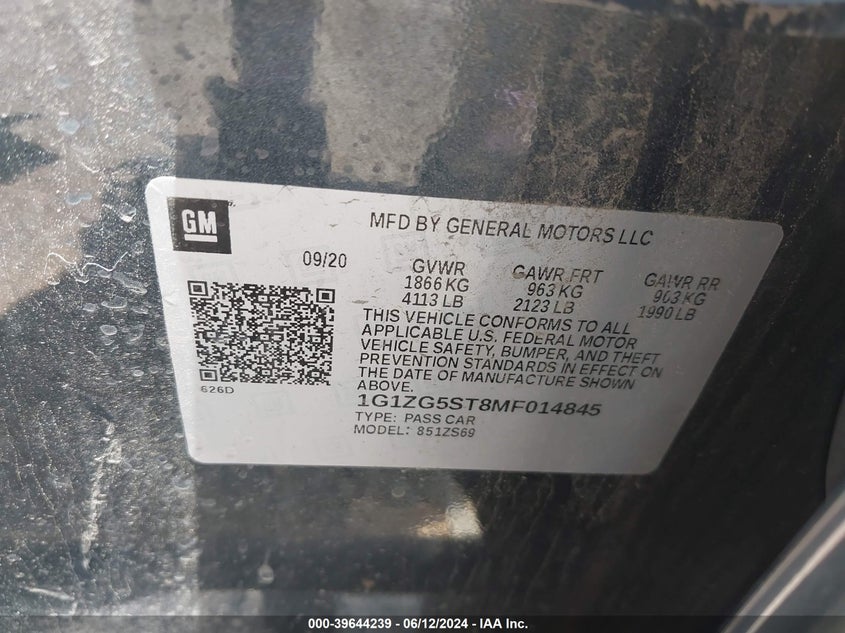 GM
MFD BY GENERAL MOTORS LLC
09/20
GVWR GAWR FRT GAWR RR
1866 KG 963 KG 903 KG
4113 LB 2123 LB 1990 LB
THIS VEHICLE CONFORMS TO ALL
APPLICABLE U.S. FEDERAL MOTOR
VEHICLE SAFETY, BUMPER, AND THEFT
PREVENTION STANDARDS IN EFFECT ON
THE DATE OF MANUFACTURE SHOWN
ABOVE.
626D
1G1ZG5ST8MF014845
TYPE: PASS CAR
MODEL: 851ZS69
000-39644239 - 06/12/2024 - IAA Inc.